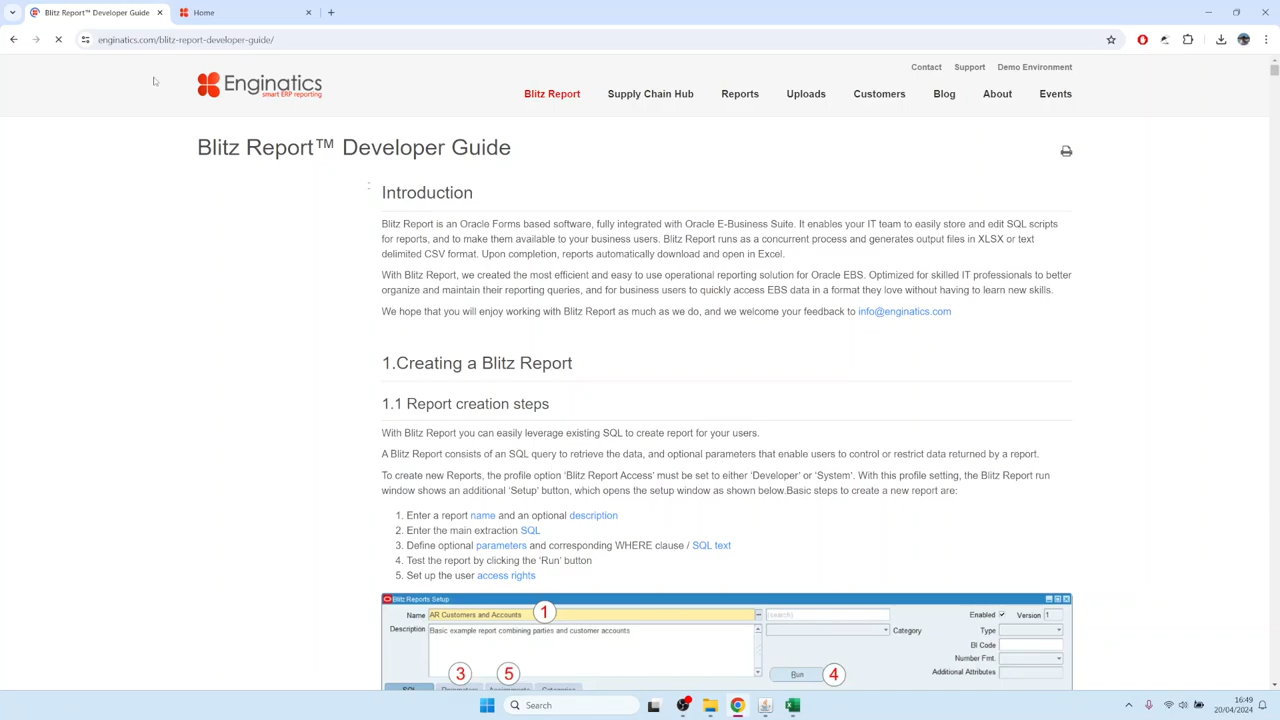 Blitz Report™ Developer Guide
Home
enginatics.com/blitz-report-developer-guide/
Contact Support Demo Environment
Enginatics
smart ERP reporting
Blitz Report Supply Chain Hub Reports Uploads Customers Blog About Events
Blitz Report™ Developer Guide
Introduction
Blitz Report is an Oracle Forms based software, fully integrated with Oracle E-Business Suite. It enables your IT team to easily store and edit SQL scripts
for reports, and to make them available to your business users. Blitz Report runs as a concurrent process and generates output files in XLSX or text
delimited CSV format. Upon completion, reports automatically download and open in Excel.
With Blitz Report, we created the most efficient and easy to use operational reporting solution for Oracle EBS. Optimized for skilled IT professionals to better
organize and maintain their reporting queries, and for business users to quickly access EBS data in a format they love without having to learn new skills.
We hope that you will enjoy working with Blitz Report as much as we do, and we welcome your feedback to info@enginatics.com
1.Creating a Blitz Report
1.1 Report creation steps
With Blitz Report you can easily leverage existing SQL to create report for your users.
A Blitz Report consists of an SQL query to retrieve the data, and optional parameters that enable users to control or restrict data returned by a report.
To create new Reports, the profile option 'Blitz Report Access' must be set to either 'Developer' or 'System'. With this profile setting, the Blitz Report run
window shows an additional 'Setup' button, which opens the setup window as shown below.Basic steps to create a new report are:
1. Enter a report name and an optional description
2. Enter the main extraction SQL
3. Define optional parameters and corresponding WHERE clause / SQL text
4. Test the report by clicking the 'Run' button
5. Set up the user access rights
Blitz Reports Setup
Name AR Customers and Accounts 1 (search) Enabled Version 1
Description Basic example report combining parties and customer accounts Category Type
BI Code
Number Fmt.
3 5 Run 4 Additional Attributes
SQL Parameters Assignments Categories
Search
16:49
20/04/2024